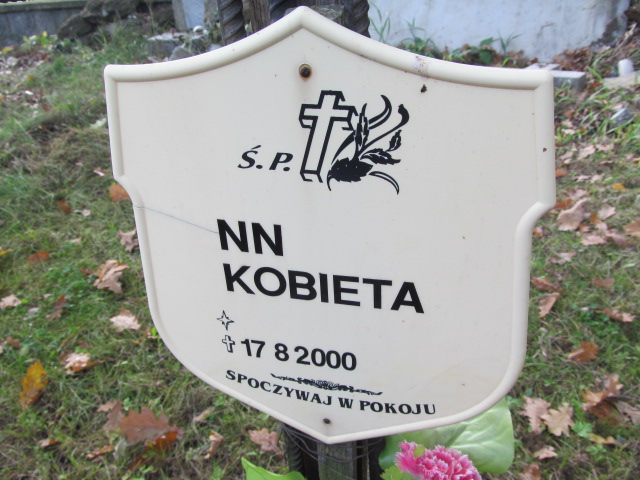 Ś.P.
NN
KOBIETA
17 8 2000
SPOCZYWAJ W POKOJU